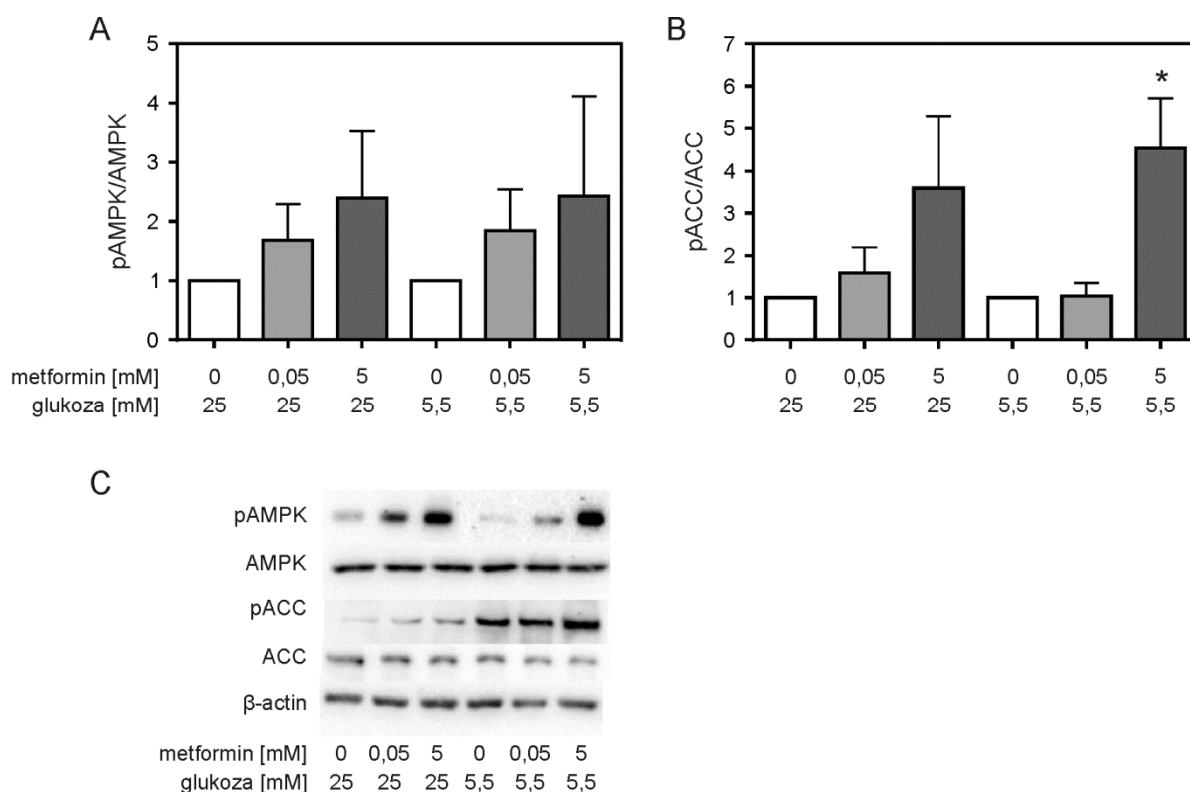 A
pAMPK/AMPK
5
4
3
2
1
0
metformin [mM] 0 0,05 5 0 0,05 5
glukoza [mM] 25 25 25 5,5 5,5 5,5
B
pACC/ACC
7
6
5
4
3
2
1
0
*
0 0,05 5 0 0,05 5
25 25 25 5,5 5,5 5,5
C
pAMPK
AMPK
pACC
ACC
β-actin
metformin [mM] 0 0,05 5 0 0,05 5
glukoza [mM] 25 25 25 5,5 5,5 5,5